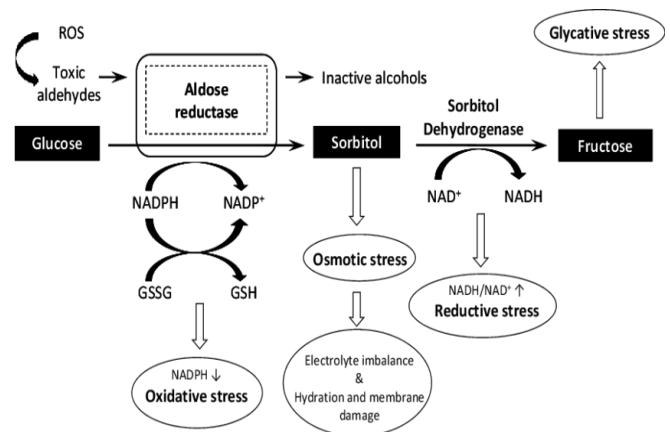 Glycative stress
ROS
Toxic
aldehydes
Aldose
reductase
Inactive alcohols
Sorbitol
Dehydrogenase
Glucose
Sorbitol
Fructose
NADPH
NADP⁺
NAD⁺
NADH
Osmotic stress
GSSG
GSH
NADH/NAD⁺ ↑
Reductive stress
NADPH ↓
Oxidative stress
Electrolyte imbalance
&
Hydration and membrane
damage